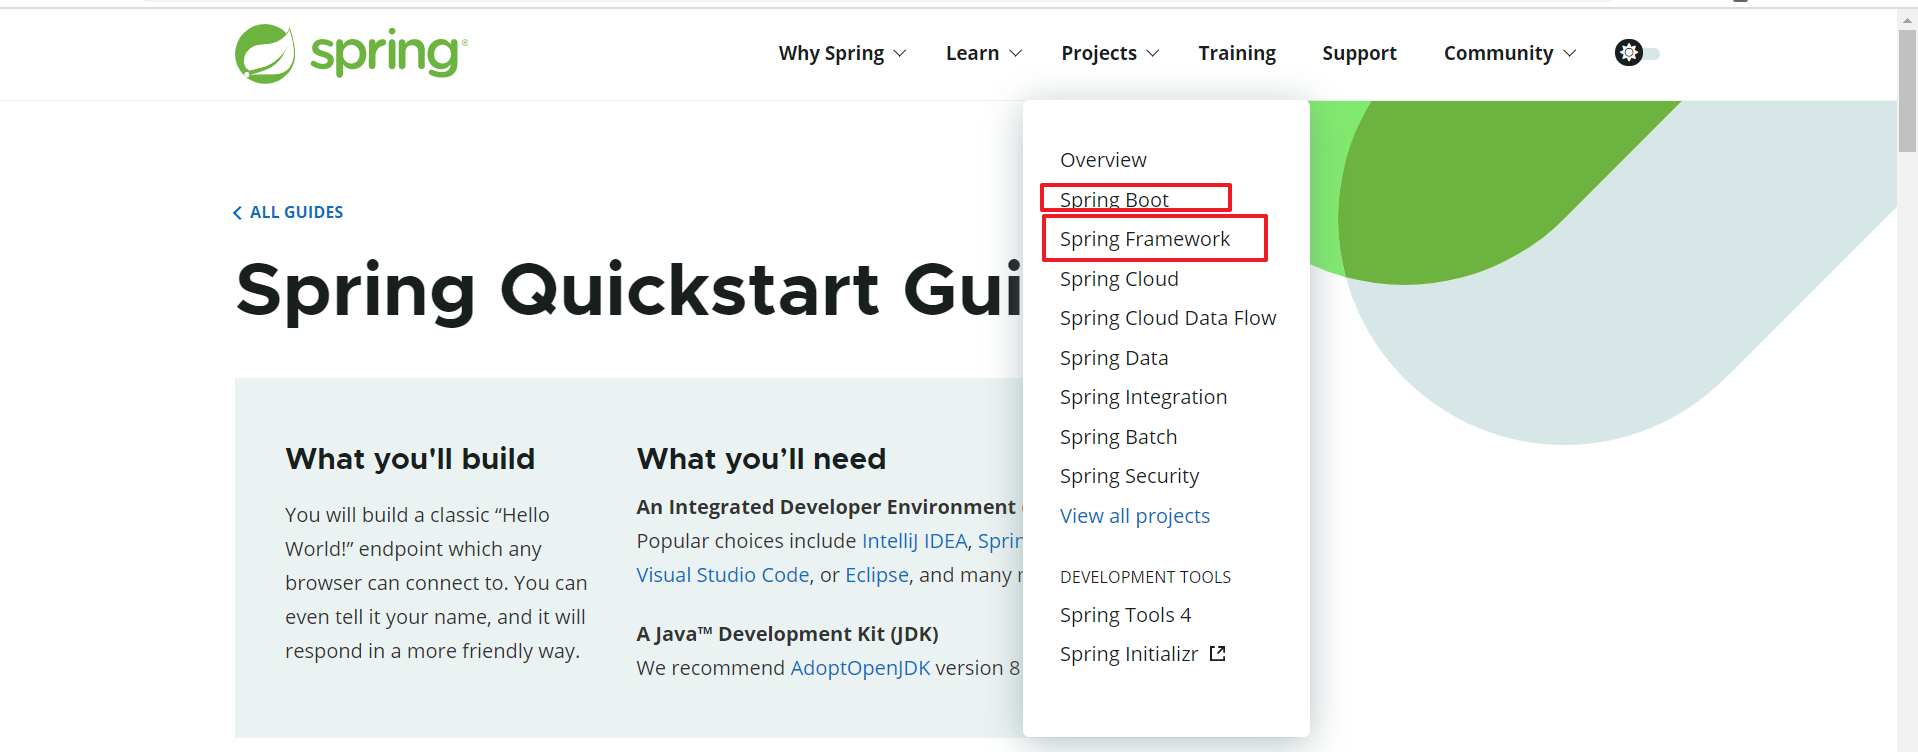 spring
Why Spring Learn Projects Training Support Community
Overview
Spring Boot
Spring Framework
Spring Cloud
Spring Cloud Data Flow
Spring Data
Spring Integration
Spring Batch
Spring Security
View all projects
DEVELOPMENT TOOLS
Spring Tools 4
Spring Initializr
ALL GUIDES
Spring Quickstart Gui
What you'll build
You will build a classic “Hello
World!” endpoint which any
browser can connect to. You can
even tell it your name, and it will
respond in a more friendly way.
What you’ll need
An Integrated Developer Environment
Popular choices include IntelliJ IDEA, Sprin
Visual Studio Code, or Eclipse, and many
A Java™ Development Kit (JDK)
We recommend AdoptOpenJDK version 8